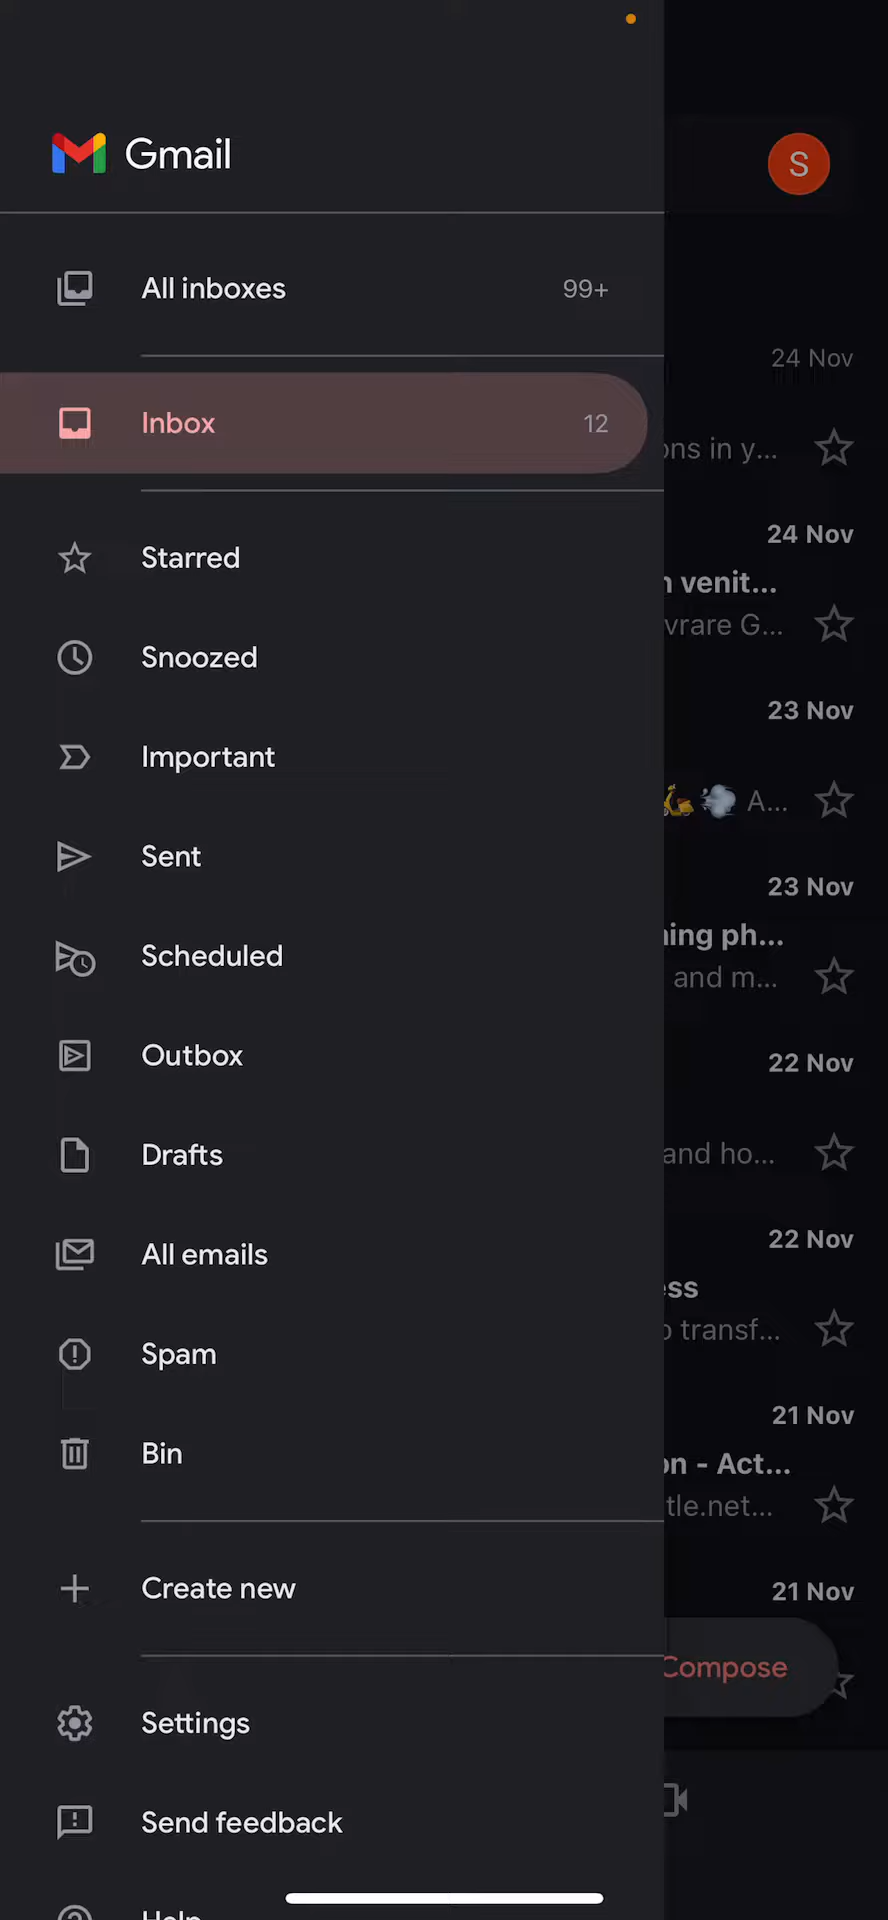 Gmail
S
All inboxes 99+
24 Nov
Inbox 12
ons in y...
24 Nov
Starred
venit...
vrare G...
Snoozed
23 Nov
Important
A...
Sent
23 Nov
ing ph...
Scheduled
and m...
Outbox
22 Nov
Drafts
and ho...
22 Nov
All emails
ss
transf...
Spam
21 Nov
Bin
on - Act...
tle.net...
Create new
21 Nov
Compose
Settings
Send feedback
Help